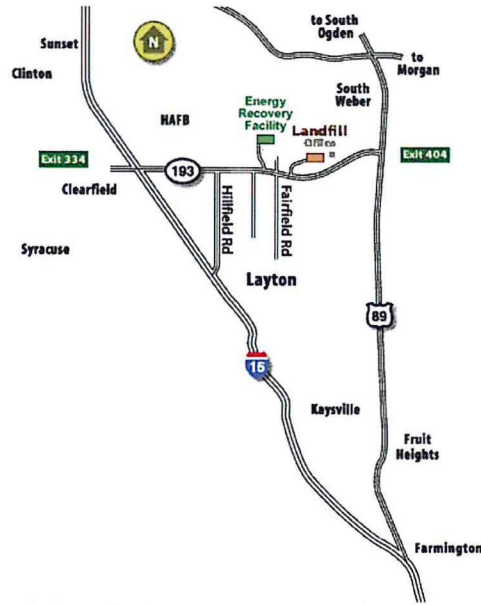 to South
Ogden
Sunset
N
to
Morgan
Clinton
South
Weber
Energy
Recovery
Facility
HAFB
Landfill
Office
Exit 334
Exit 404
193
Clearfield
Hillfield Rd
Fairfield Rd
Syracuse
Layton
89
15
Kaysville
Fruit
Heights
Farmington